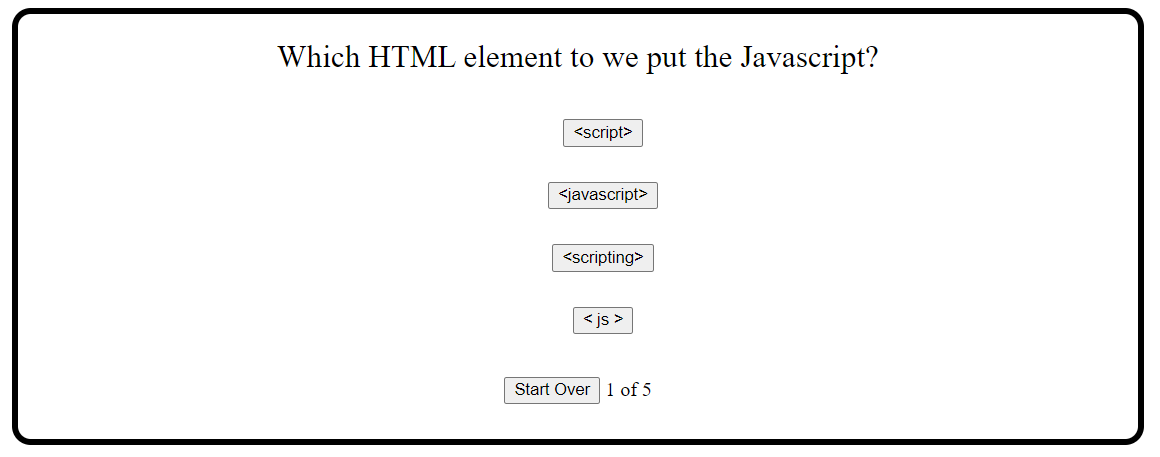 Which HTML element to we put the Javascript?
<script>
<javascript>
<scripting>
< js >
Start Over 1 of 5